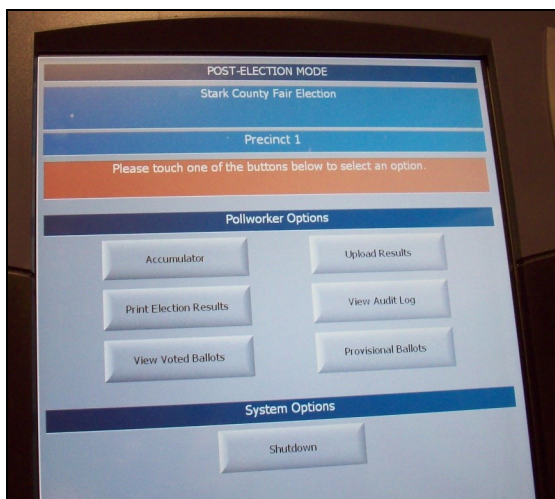 POST-ELECTION MODE
Stark County Fair Election
Precinct 1
Please touch one of the buttons below to select an option.
Pollworker Options
Accumulator
Upload Results
Print Election Results
View Audit Log
View Voted Ballots
Provisional Ballots
System Options
Shutdown